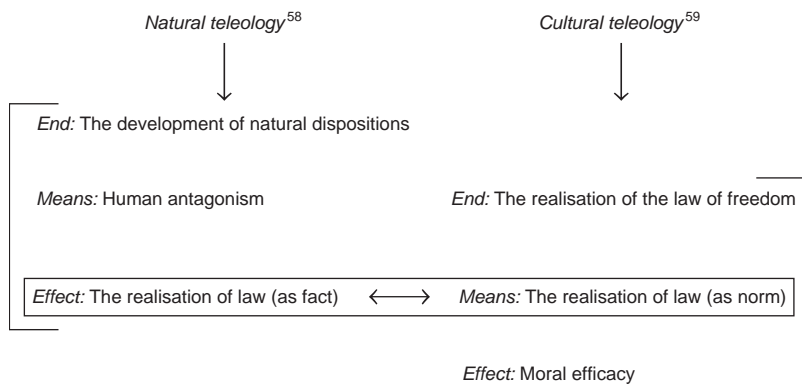 Natural teleology58 Cultural teleology59
End: The development of natural dispositions
Means: Human antagonism End: The realisation of the law of freedom
Effect: The realisation of law (as fact) Means: The realisation of law (as norm)
Effect: Moral efficacy